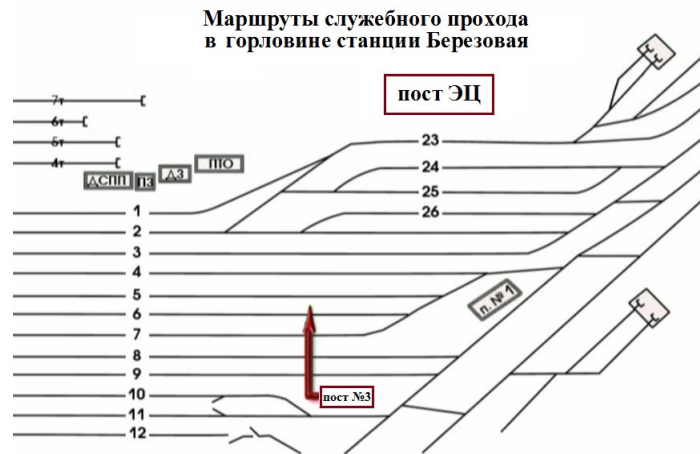 Маршруты служебного прохода
в горловине станции Березовая
пост ЭЦ
7т
6т
5т
4т
ДСПП
ПЗ
ДЗ
ПТО
23
24
25
26
1
2
3
4
5
6
7
8
9
10
11
12
п. № 1
пост №3